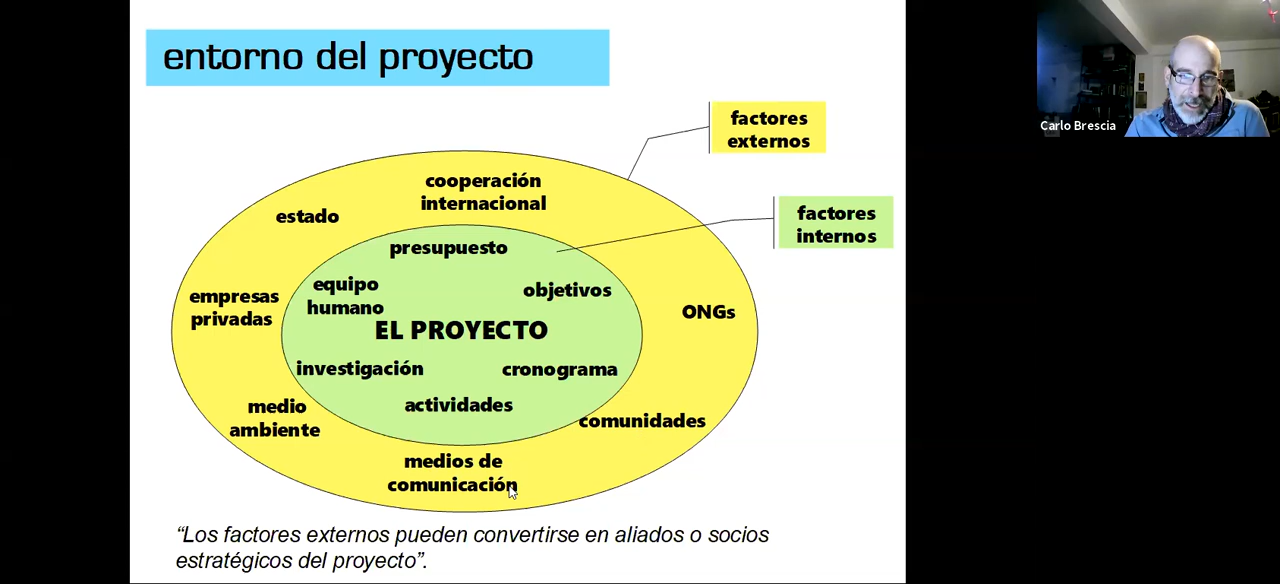 entorno del proyecto
Carlo Brescia
factores
externos
cooperación
internacional
estado
factores
internos
presupuesto
equipo
humano
objetivos
empresas
privadas
ONGs
EL PROYECTO
investigación
cronograma
actividades
medio
ambiente
comunidades
medios de
comunicación
“Los factores externos pueden convertirse en aliados o socios
estratégicos del proyecto”.